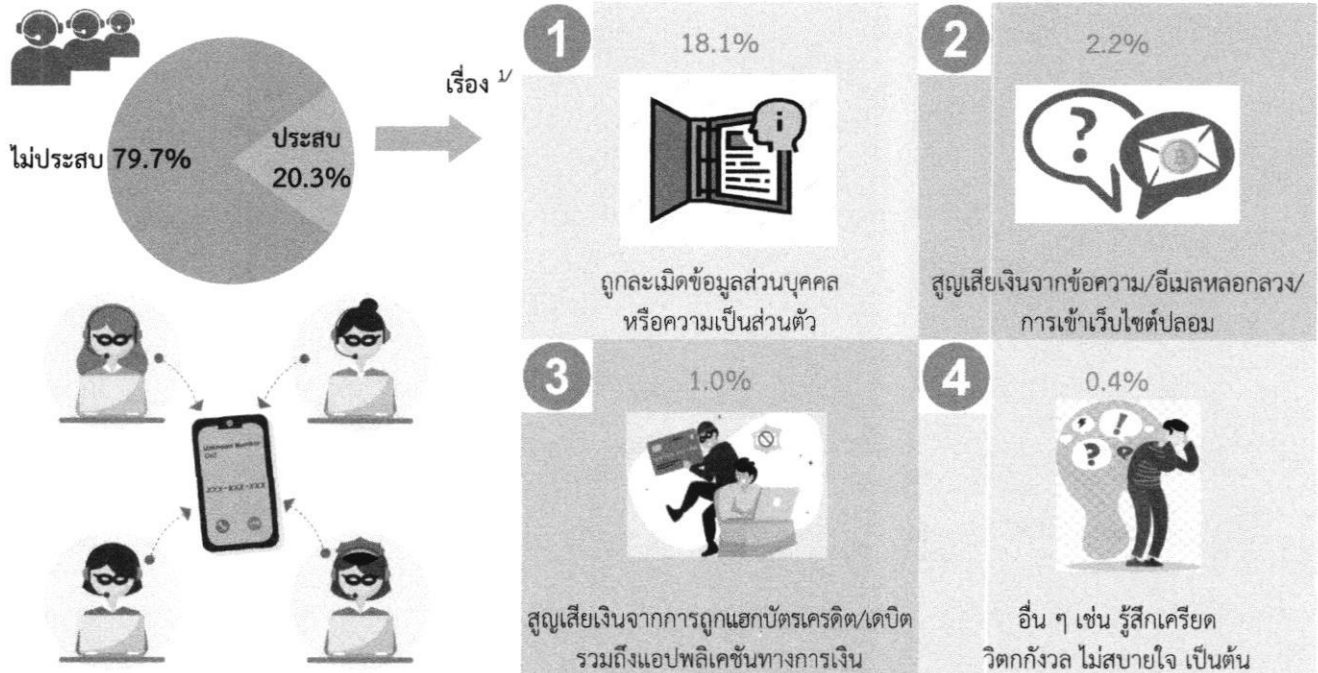 ไม่ประสบ 79.7%
ประสบ
20.3%
เรื่อง 1/
1
18.1%
ถูกละเมิดข้อมูลส่วนบุคคล
หรือความเป็นส่วนตัว
2
2.2%
?
สูญเสียเงินจากข้อความ/อีเมลหลอกลวง/
การเข้าเว็บไซต์ปลอม
3
1.0%
สูญเสียเงินจากการถูกแฮกบัตรเครดิต/เดบิต
รวมถึงแอปพลิเคชันทางการเงิน
4
0.4%
! ? ?
อื่น ๆ เช่น รู้สึกเครียด
วิตกกังวล ไม่สบายใจ เป็นต้น
Unknown Number
Call
XXX-XXX-XXX